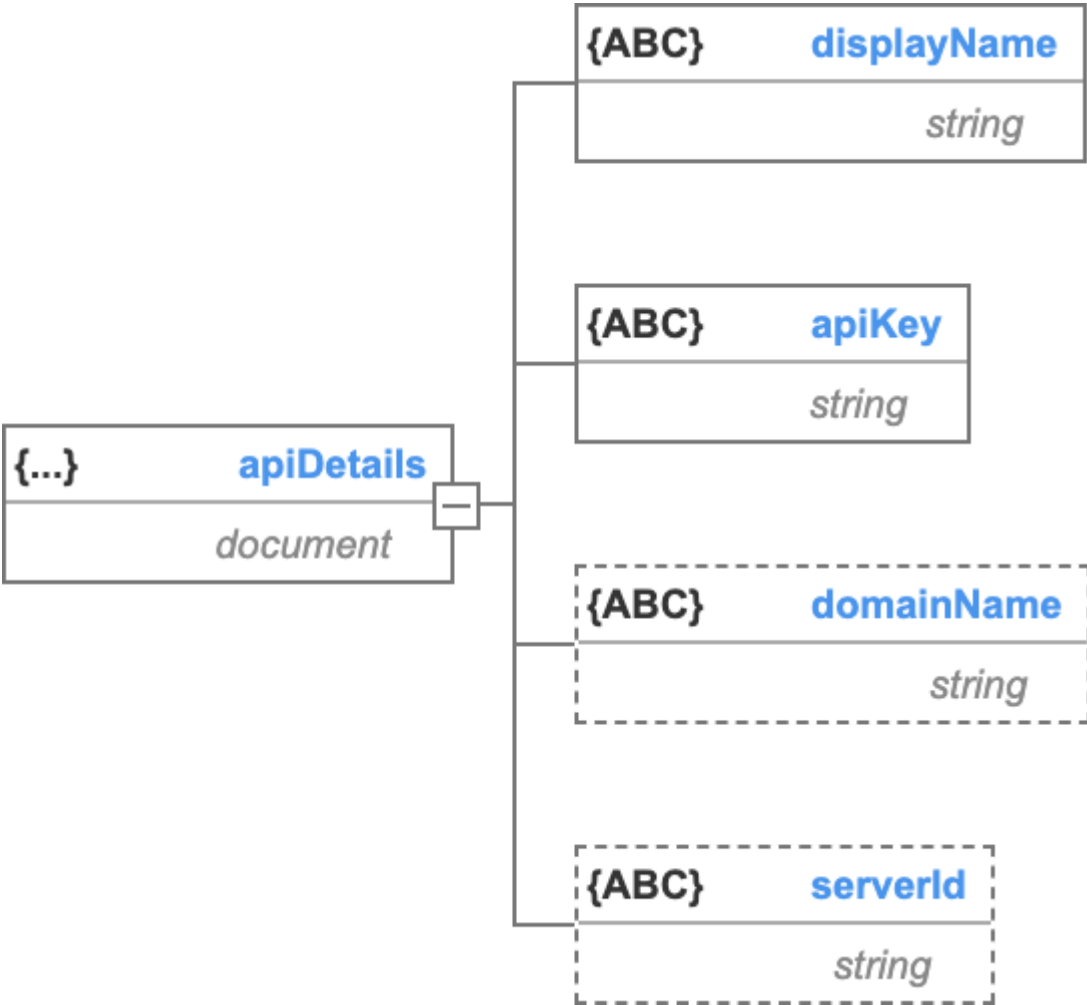 {ABC} displayName
string
{ABC} apiKey
string
{...} apiDetails
document
{ABC} domainName
string
{ABC} serverId
string